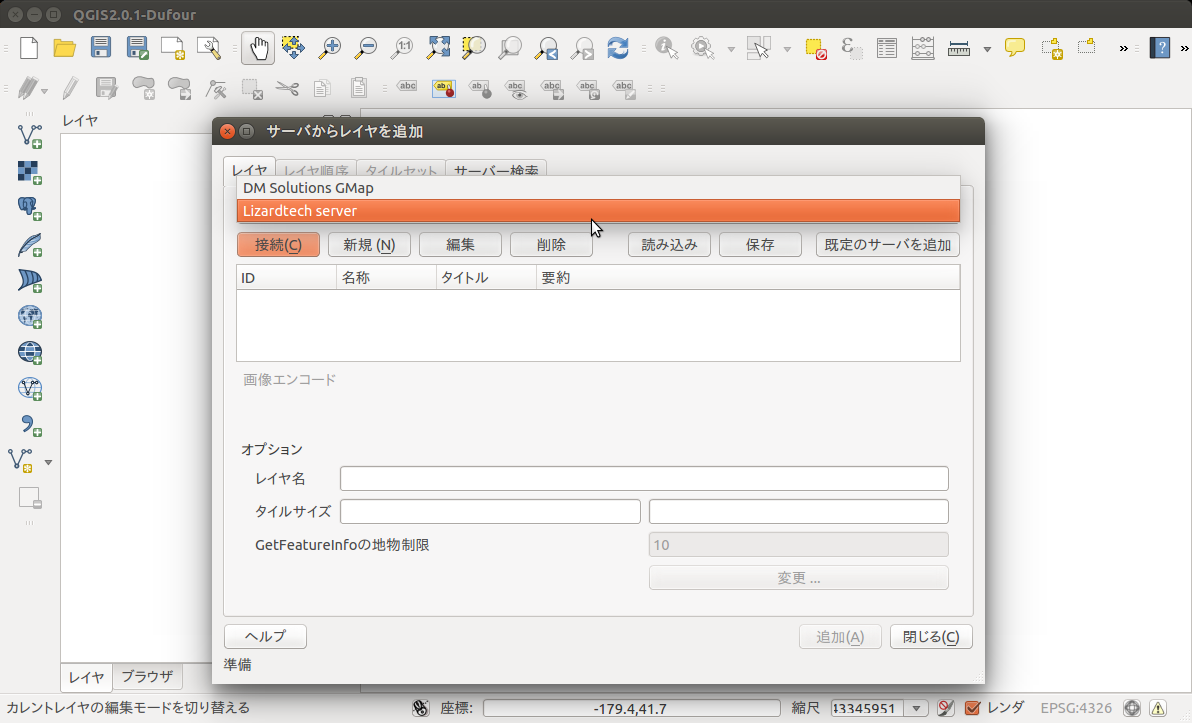 QGIS2.0.1-Dufour
レイヤ
サーバからレイヤを追加
レイヤ レイヤ順序 タイルセット サーバー検索
DM Solutions GMap
Lizardtech server
接続(C) 新規 (N) 編集 削除 読み込み 保存 既定のサーバを追加
ID 名称 タイトル 要約
画像エンコード
オプション
レイヤ名
タイルサイズ
GetFeatureInfoの地物制限 10
変更 ...
ヘルプ 追加(A) 閉じる(C)
準備
レイヤ ブラウザ
カレントレイヤの編集モードを切り替える 座標: -179.4,41.7 縮尺 43345951 レンダ EPSG:4326